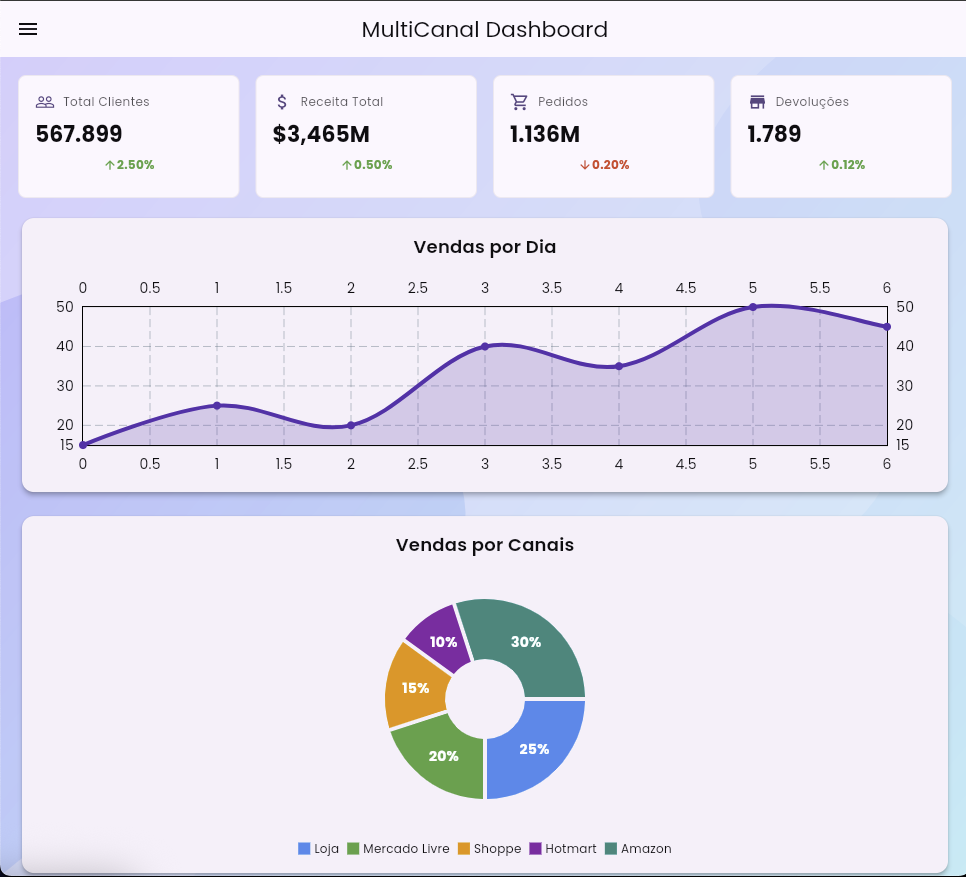 MultiCanal Dashboard
Total Clientes
567.899
↑2.50%
Receita Total
$3,465M
↑0.50%
Pedidos
1.136M
↓0.20%
Devoluções
1.789
↑0.12%
Vendas por Dia
0 0.5 1 1.5 2 2.5 3 3.5 4 4.5 5 5.5 6
50 50
40 40
30 30
20 20
15 15
0 0.5 1 1.5 2 2.5 3 3.5 4 4.5 5 5.5 6
Vendas por Canais
10% 30%
15%
20% 25%
Loja Mercado Livre Shoppe Hotmart Amazon